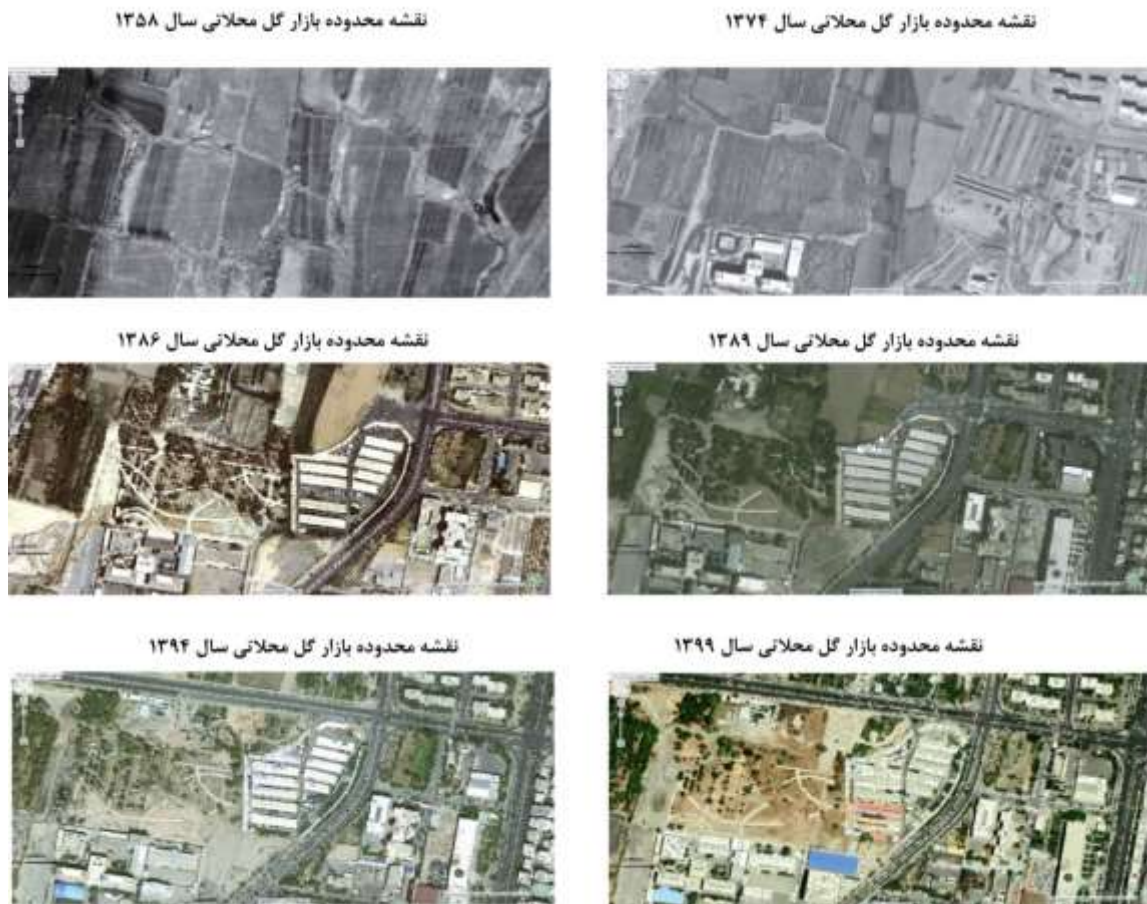 نقشه محدوده بازار گل محلاتی سال ۱۳۵۸
نقشه محدوده بازار گل محلاتی سال ۱۳۷۴
نقشه محدوده بازار گل محلاتی سال ۱۳۸۶
نقشه محدوده بازار گل محلاتی سال ۱۳۸۹
نقشه محدوده بازار گل محلاتی سال ۱۳۹۴
نقشه محدوده بازار گل محلاتی سال ۱۳۹۹